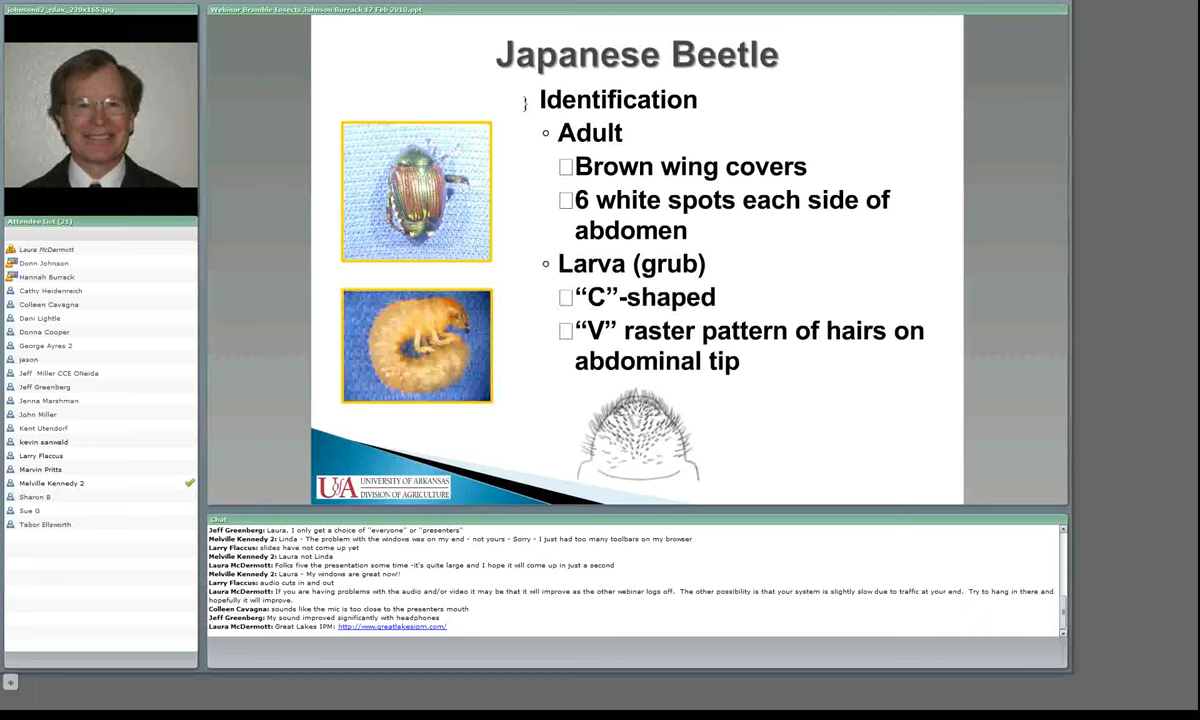 johnsond2_rdax_220x165.jpg
Webinar Bramble Insects Johnson Burrack 17 Feb 2010.ppt
Japanese Beetle
Identification
Adult
Brown wing covers
6 white spots each side of
abdomen
Larva (grub)
“C”-shaped
“V” raster pattern of hairs on
abdominal tip
UofA UNIVERSITY OF ARKANSAS
DIVISION OF AGRICULTURE
Attendee List (21)
Laura McDermott
Donn Johnson
Hannah Burrack
Cathy Heidenreich
Colleen Cavagna
Dani Lightle
Donna Cooper
George Ayres 2
jason
Jeff Miller CCE ONeida
Jeff Greenberg
Jenna Marshman
John Miller
Kent Utendorf
kevin sanwald
Larry Flaccus
Marvin Pritts
Melville Kennedy 2
Sharon B
Sue G
Tabor Ellsworth
Chat
Jeff Greenberg: Laura, I only get a choice of "everyone" or "presenters"
Melville Kennedy 2: Linda - The problem with the windows was on my end - not yours - Sorry - I just had too many toolbars on my browser
Larry Flaccus: slides have not come up yet
Melville Kennedy 2: Laura not Linda
Laura McDermott: Folks five the presentation some time -it's quite large and I hope it will come up in just a second
Melville Kennedy 2: Laura - My windows are great now!!
Larry Flaccus: audio cuts in and out
Laura McDermott: If you are having problems with the audio and/or video it may be that it will improve as the other webinar logs off. The other possibility is that your system is slightly slow due to traffic at your end. Try to hang in there and
hopefully it will improve.
Colleen Cavagna: sounds like the mic is too close to the presenters mouth
Jeff Greenberg: My sound improved significantly with headphones
Laura McDermott: Great Lakes IPM: http://www.greatlakesipm.com/